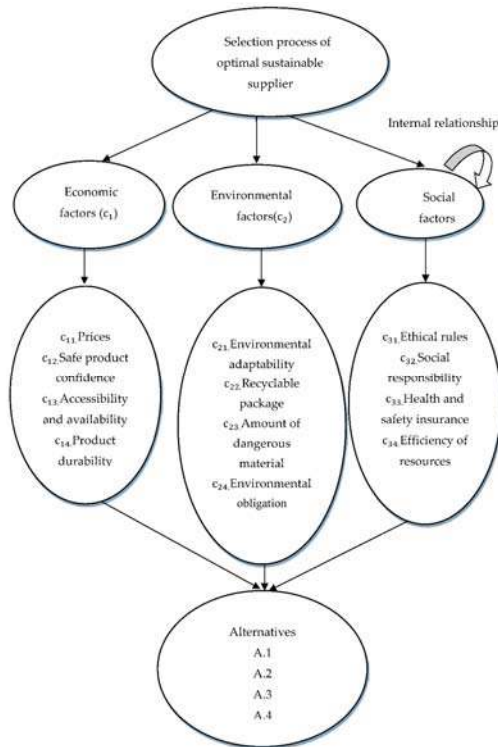 Selection process of
optimal sustainable
supplier
Internal relationship
Economic
factors (c₁)
Environmental
factors(c₂)
Social
factors
c₁₁.Prices
c₁₂.Safe product
confidence
c₁₃.Accessibility
and availability
c₁₄.Product
durability
c₂₁.Environmental
adaptability
c₂₂.Recyclable
package
c₂₃.Amount of
dangerous
material
c₂₄.Environmental
obligation
c₃₁.Ethical rules
c₃₂.Social
responsibility
c₃₃.Health and
safety insurance
c₃₄.Efficiency of
resources
Alternatives
A.1
A.2
A.3
A.4